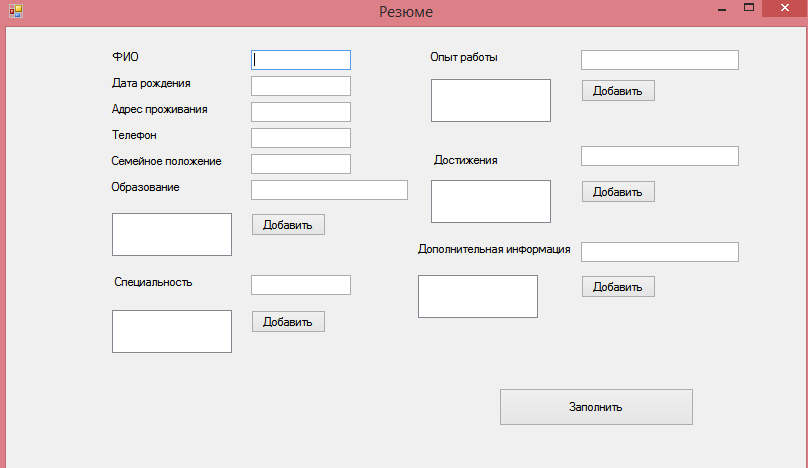 Резюме
ФИО
Дата рождения
Адрес проживания
Телефон
Семейное положение
Образование
Добавить
Специальность
Добавить
Опыт работы
Добавить
Достижения
Добавить
Дополнительная информация
Добавить
Заполнить